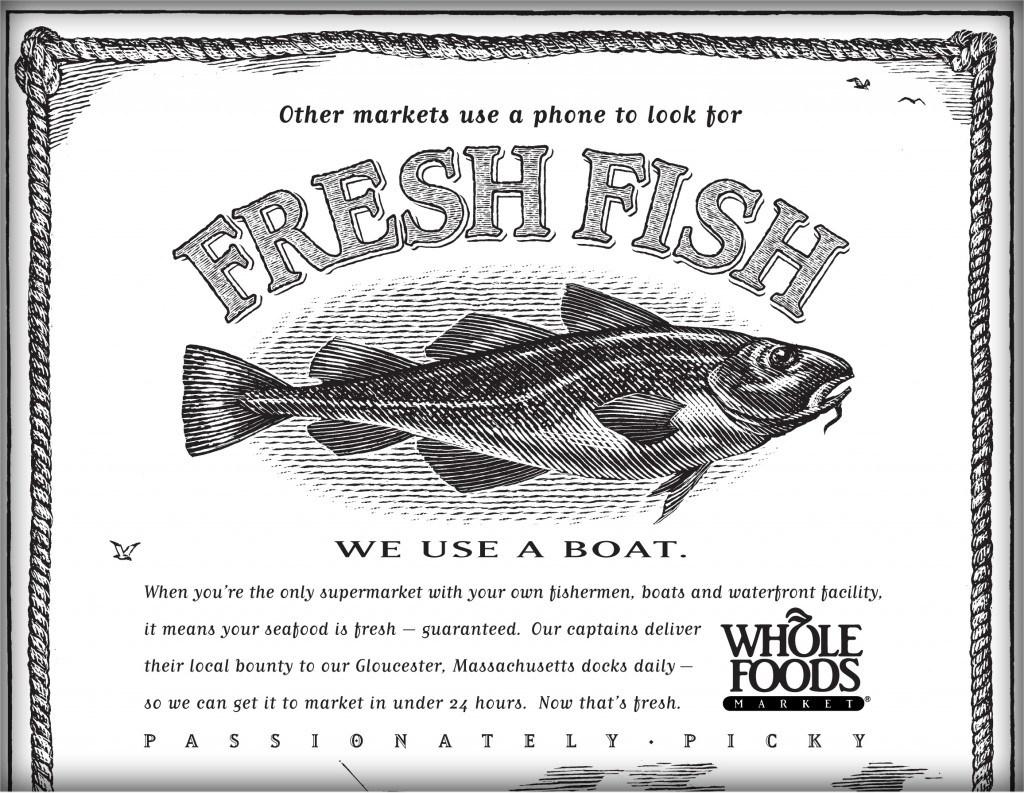 Other markets use a phone to look for
FRESH FISH
WE USE A BOAT.
When you're the only supermarket with your own fishermen, boats and waterfront facility,
it means your seafood is fresh — guaranteed. Our captains deliver
their local bounty to our Gloucester, Massachusetts docks daily —
so we can get it to market in under 24 hours. Now that's fresh.
WHOLE
FOODS
MARKET®
PASSIONATELY · PICKY